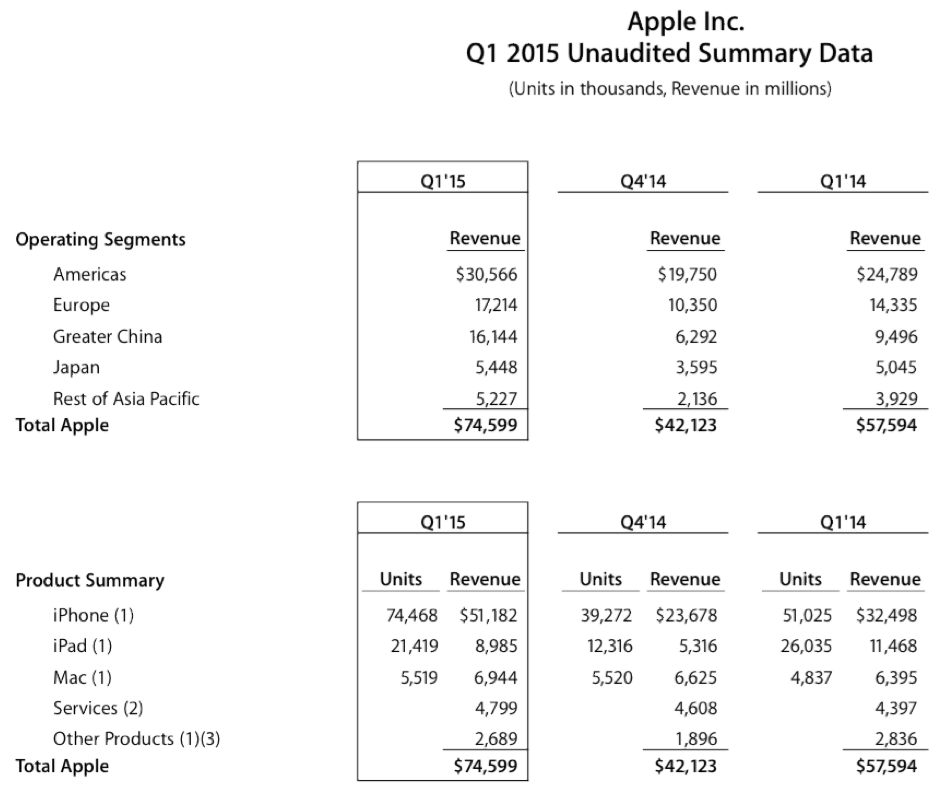 Apple Inc.
Q1 2015 Unaudited Summary Data
(Units in thousands, Revenue in millions)
Q1'15 Q4'14 Q1'14
Operating Segments Revenue Revenue Revenue
Americas $30,566 $19,750 $24,789
Europe 17,214 10,350 14,335
Greater China 16,144 6,292 9,496
Japan 5,448 3,595 5,045
Rest of Asia Pacific 5,227 2,136 3,929
Total Apple $74,599 $42,123 $57,594
Q1'15 Q4'14 Q1'14
Product Summary Units Revenue Units Revenue Units Revenue
iPhone (1) 74,468 $51,182 39,272 $23,678 51,025 $32,498
iPad (1) 21,419 8,985 12,316 5,316 26,035 11,468
Mac (1) 5,519 6,944 5,520 6,625 4,837 6,395
Services (2) 4,799 4,608 4,397
Other Products (1)(3) 2,689 1,896 2,836
Total Apple $74,599 $42,123 $57,594